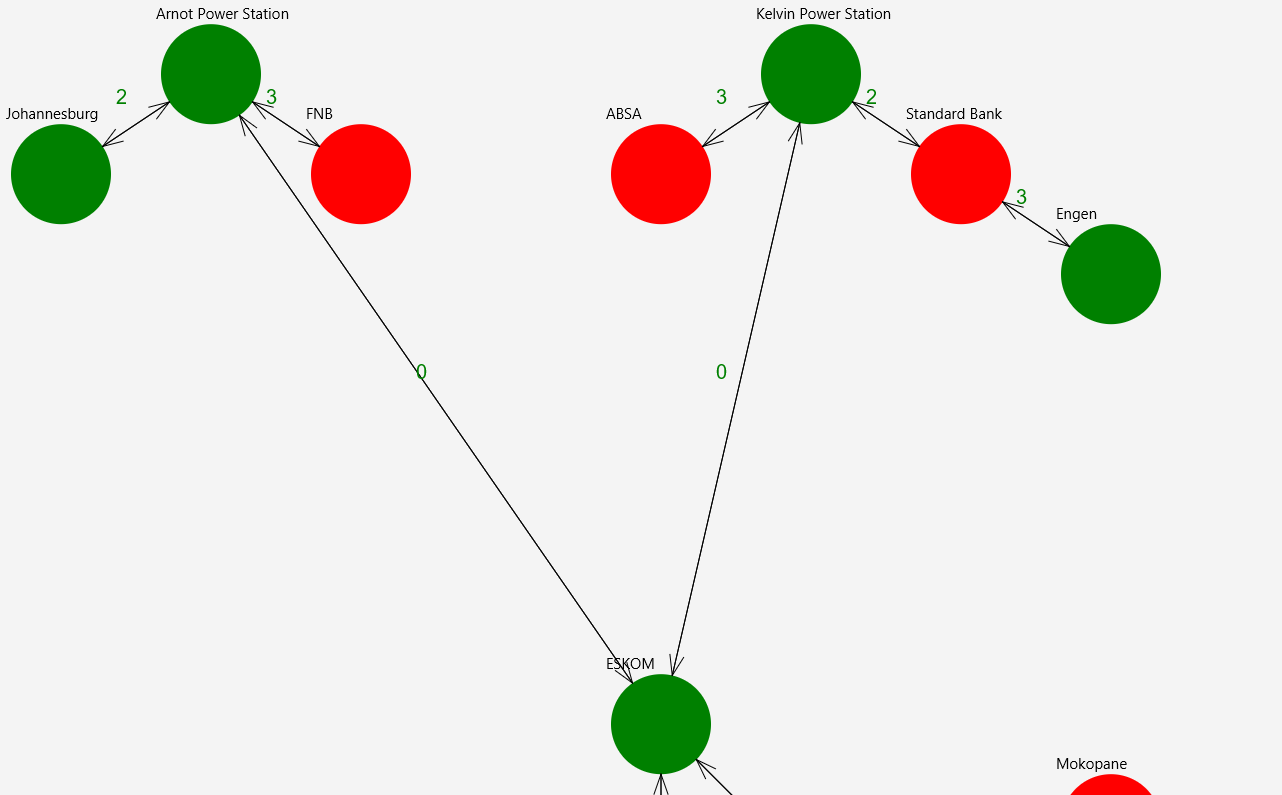 Arnot Power Station
Kelvin Power Station
2
3
3
2
Johannesburg
FNB
ABSA
Standard Bank
3
Engen
0
0
ESKOM
Mokopane